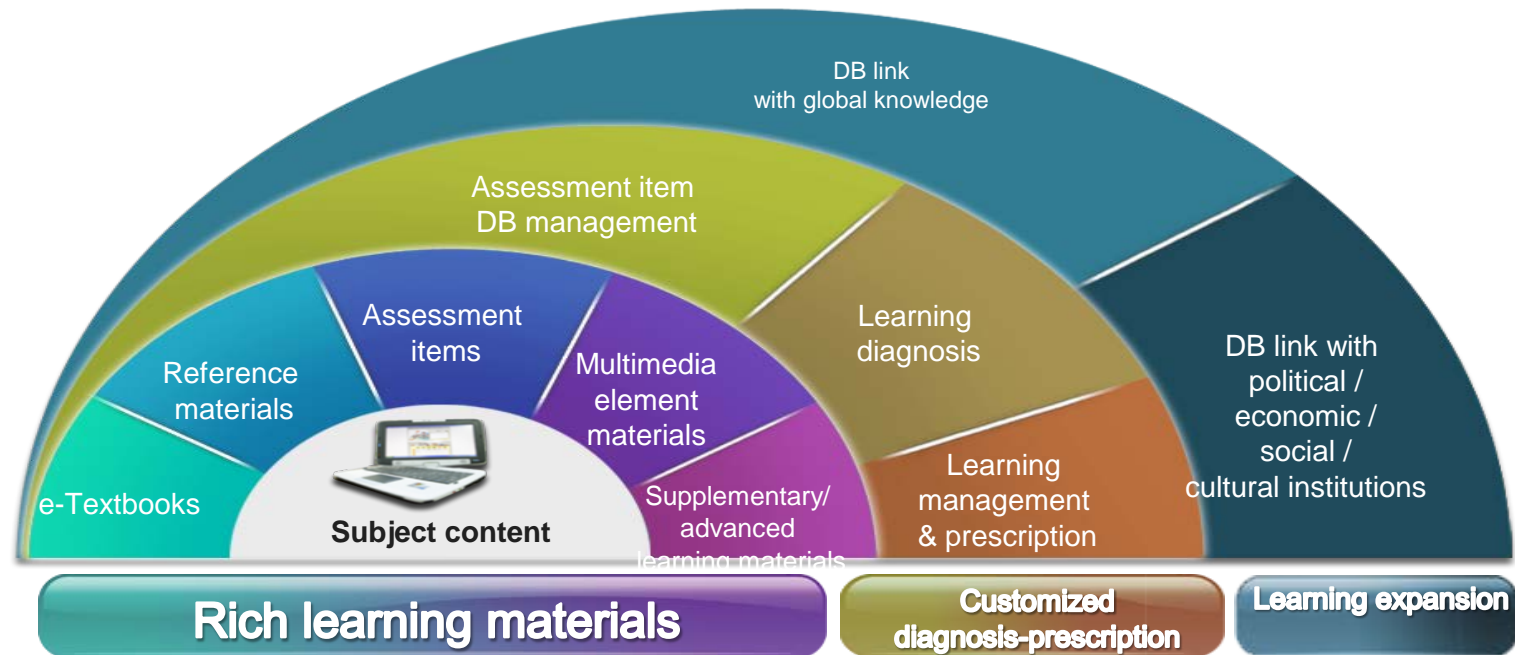 DB link
with global knowledge
Assessment item
DB management
Assessment
items
Learning
diagnosis
Reference
materials
Multimedia
element
materials
DB link with
political /
economic /
social /
cultural institutions
e-Textbooks
Subject content
Supplementary/
advanced
learning materials
Learning
management
& prescription
Rich learning materials
Customized
diagnosis-prescription
Learning expansion